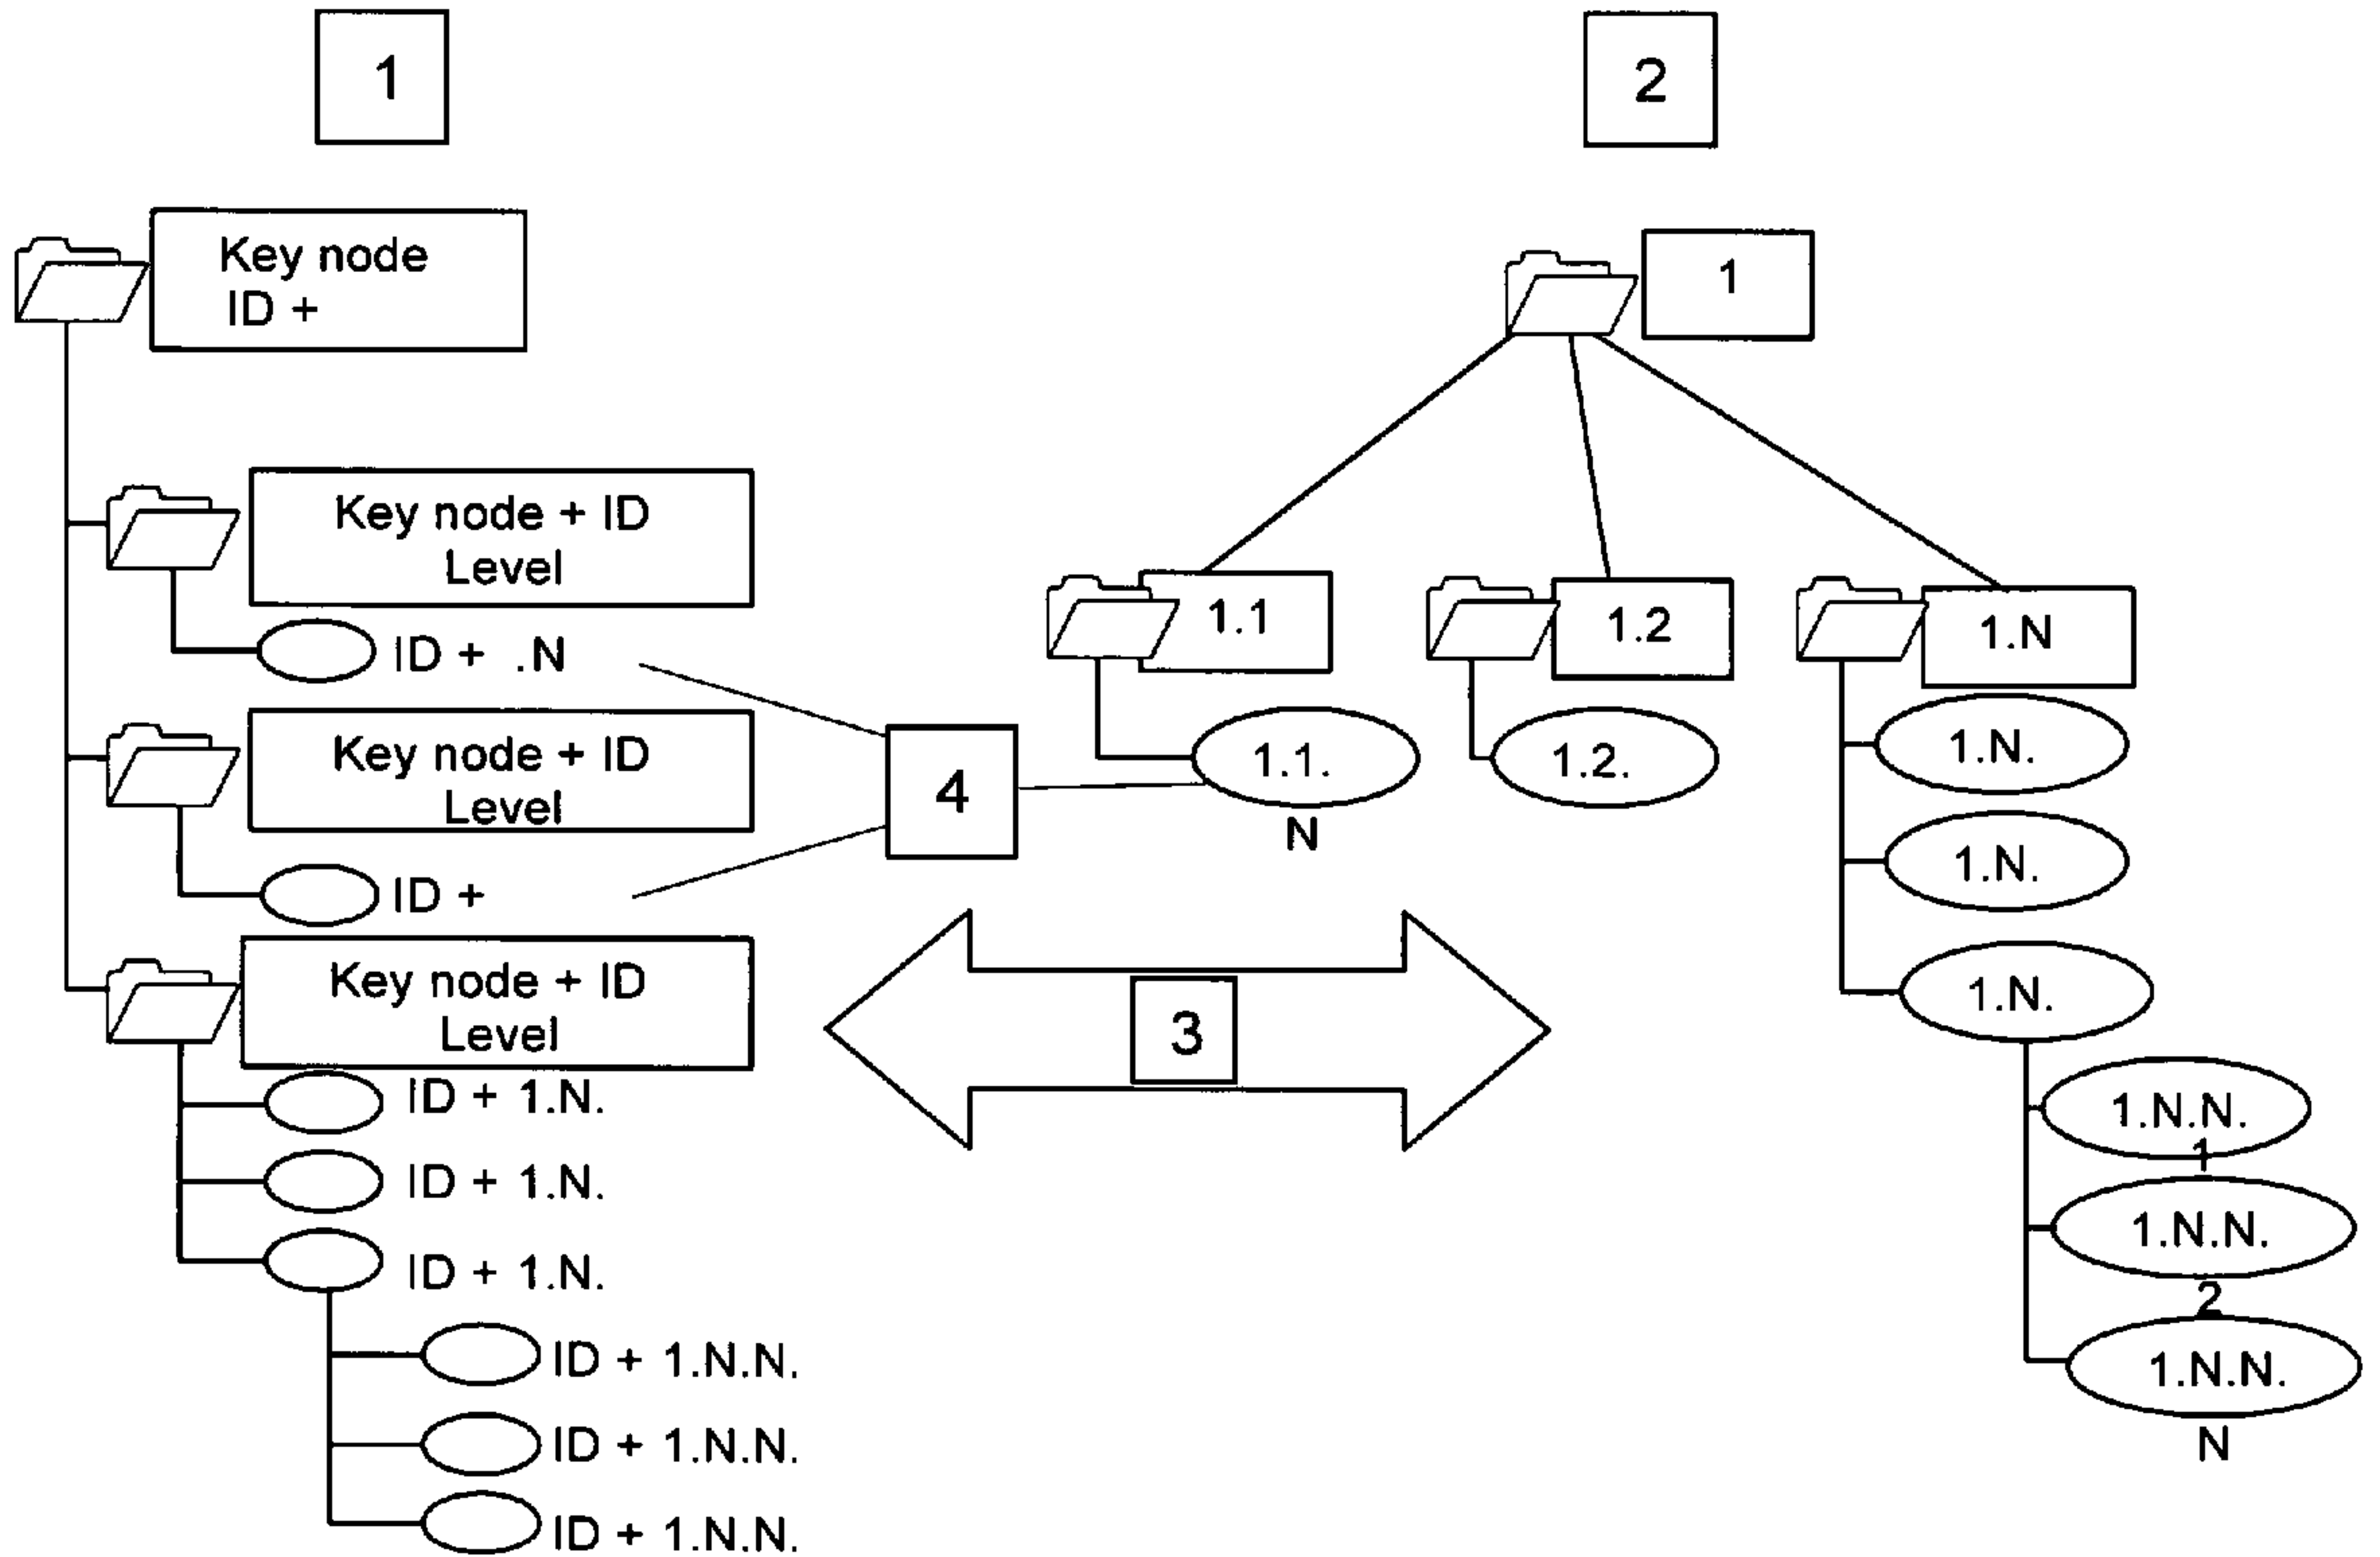 1
2
Key node
ID +
1
Key node + ID
Level
ID + .N
1.1
1.2
1.N
Key node + ID
Level
ID +
4
1.1.
N
1.2.
1.N.
1.N.
1.N.
Key node + ID
Level
3
ID + 1.N.
ID + 1.N.
ID + 1.N.
ID + 1.N.N.
ID + 1.N.N.
ID + 1.N.N.
1.N.N.
1
1.N.N.
2
1.N.N.
N